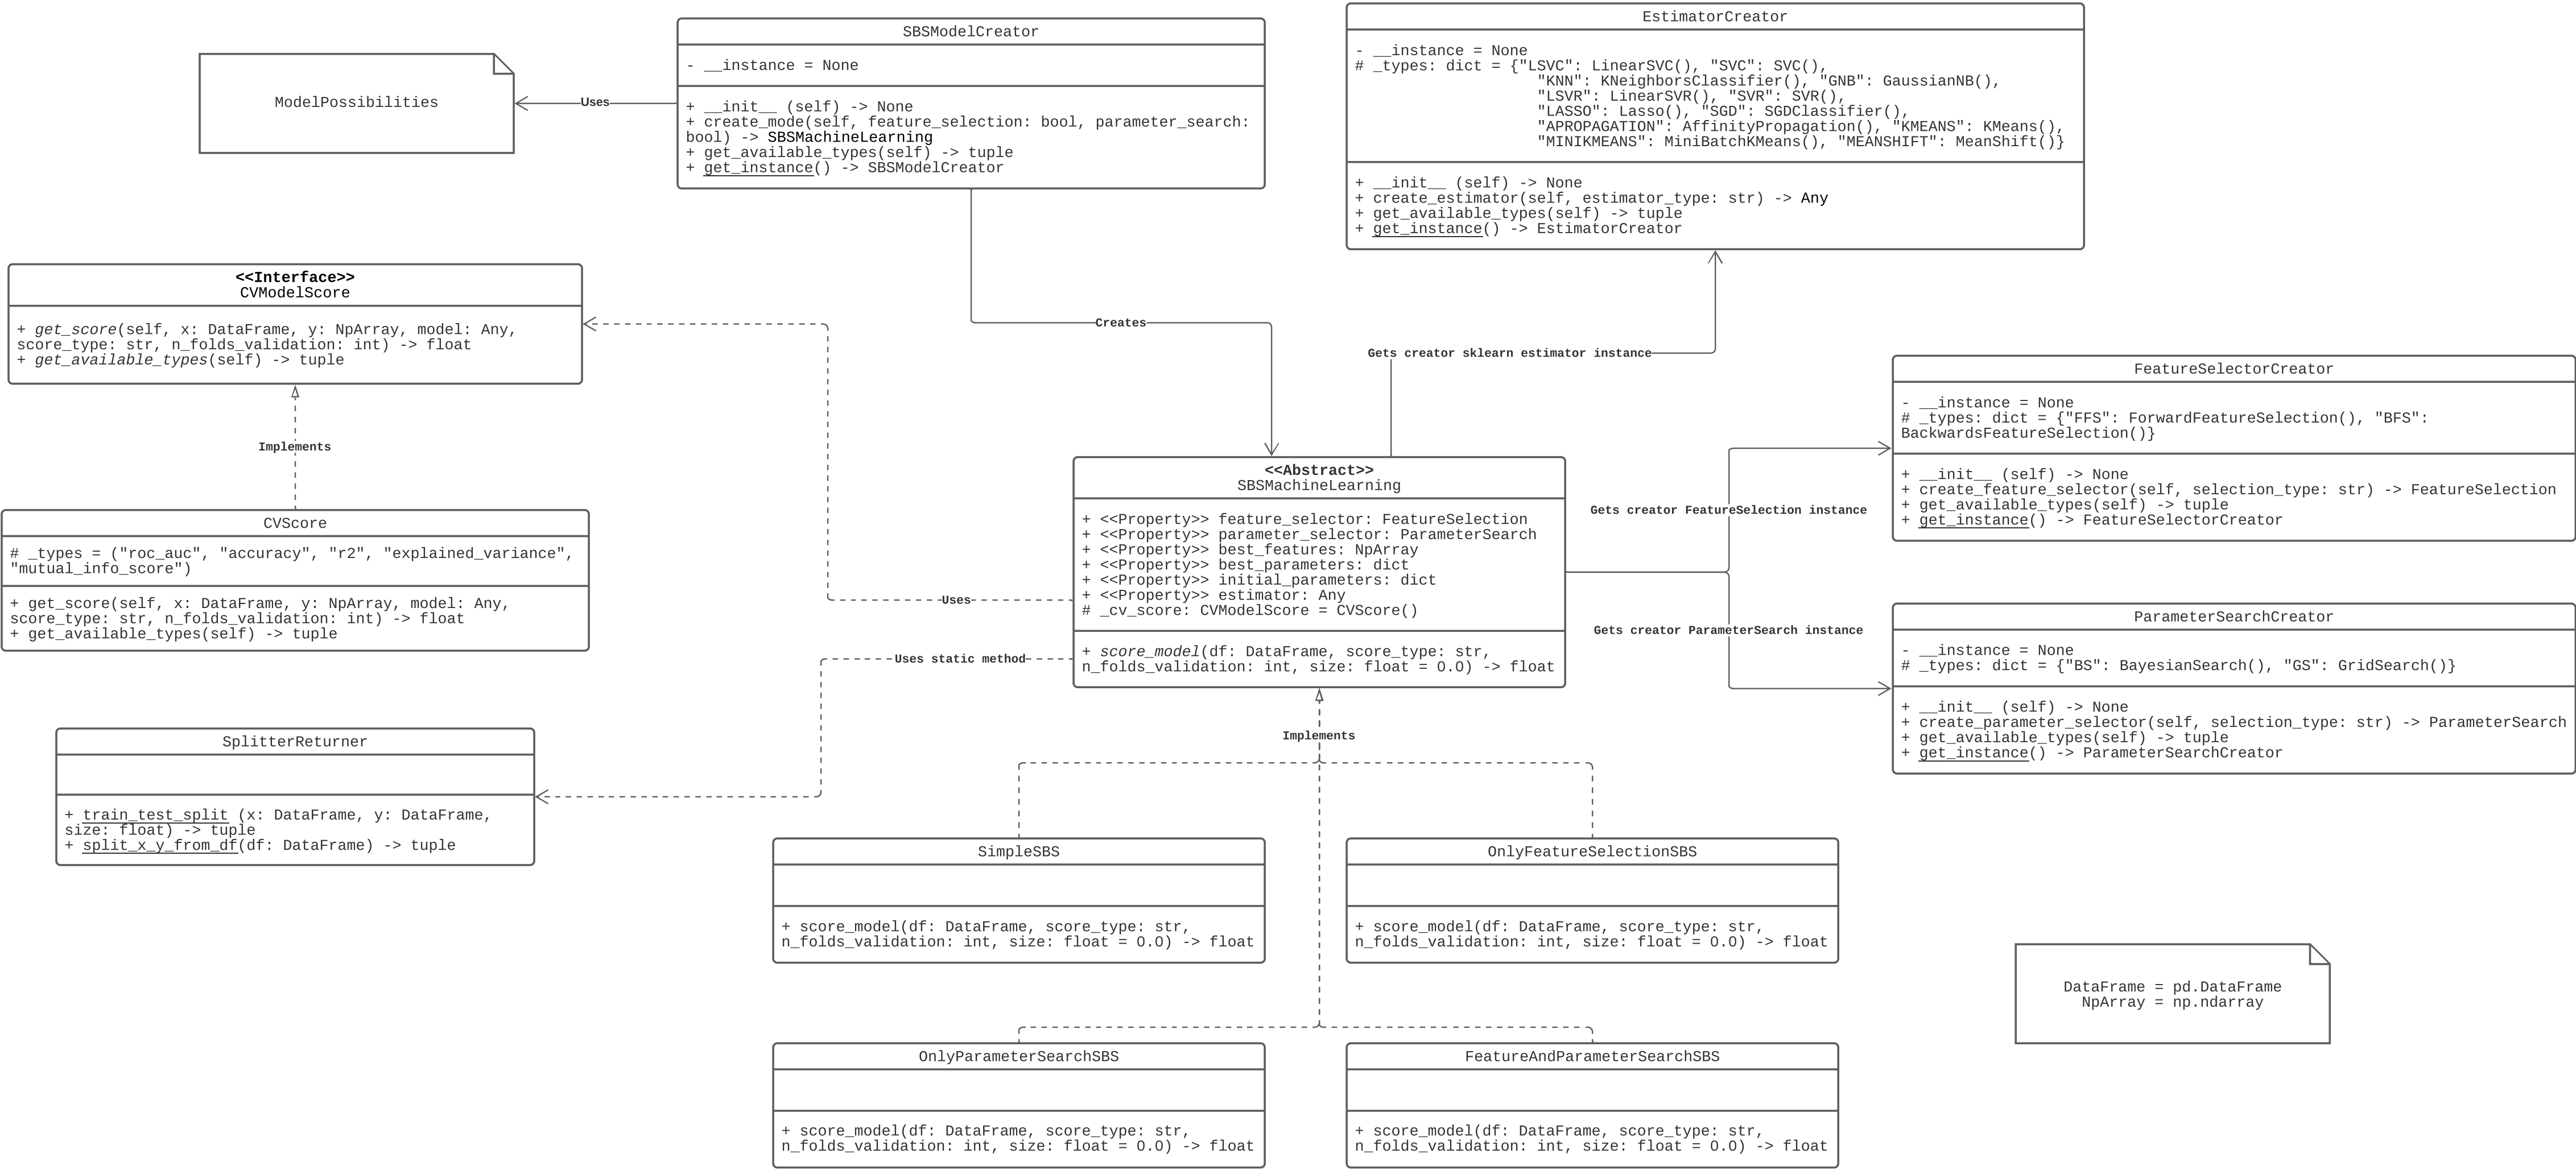 SBSModelCreator
- __instance = None
+ __init__ (self) -> None
+ create_mode(self, feature_selection: bool, parameter_search:
bool) -> SBSMachineLearning
+ get_available_types(self) -> tuple
+ get_instance() -> SBSModelCreator
EstimatorCreator
- __instance = None
# _types: dict = {"LSVC": LinearSVC(), "SVC": SVC(),
"KNN": KNeighborsClassifier(), "GNB": GaussianNB(),
"LSVR": LinearSVR(), "SVR": SVR(),
"LASSO": Lasso(), "SGD": SGDClassifier(),
"APROPAGATION": AffinityPropagation(), "KMEANS": KMeans(),
"MINIKMEANS": MiniBatchKMeans(), "MEANSHIFT": MeanShift()}
+ __init__ (self) -> None
+ create_estimator(self, estimator_type: str) -> Any
+ get_available_types(self) -> tuple
+ get_instance() -> EstimatorCreator
ModelPossibilities
Uses
<<Interface>>
CVModelScore
+ get_score(self, x: DataFrame, y: NpArray, model: Any,
score_type: str, n_folds_validation: int) -> float
+ get_available_types(self) -> tuple
Creates
Gets creator sklearn estimator instance
Implements
FeatureSelectorCreator
- __instance = None
# _types: dict = {"FFS": ForwardFeatureSelection(), "BFS":
BackwardsFeatureSelection()}
+ __init__ (self) -> None
+ create_feature_selector(self, selection_type: str) -> FeatureSelection
+ get_available_types(self) -> tuple
+ get_instance() -> FeatureSelectorCreator
<<Abstract>>
SBSMachineLearning
+ <<Property>> feature_selector: FeatureSelection
+ <<Property>> parameter_selector: ParameterSearch
+ <<Property>> best_features: NpArray
+ <<Property>> best_parameters: dict
+ <<Property>> initial_parameters: dict
+ <<Property>> estimator: Any
# _cv_score: CVModelScore = CVScore()
+ score_model(df: DataFrame, score_type: str,
n_folds_validation: int, size: float = 0.0) -> float
Gets creator FeatureSelection instance
CVScore
# _types = ("roc_auc", "accuracy", "r2", "explained_variance",
"mutual_info_score")
+ get_score(self, x: DataFrame, y: NpArray, model: Any,
score_type: str, n_folds_validation: int) -> float
+ get_available_types(self) -> tuple
Uses
Uses static method
Gets creator ParameterSearch instance
ParameterSearchCreator
- __instance = None
# _types: dict = {"BS": BayesianSearch(), "GS": GridSearch()}
+ __init__ (self) -> None
+ create_parameter_selector(self, selection_type: str) -> ParameterSearch
+ get_available_types(self) -> tuple
+ get_instance() -> ParameterSearchCreator
SplitterReturner
+ train_test_split (x: DataFrame, y: DataFrame,
size: float) -> tuple
+ split_x_y_from_df(df: DataFrame) -> tuple
Implements
SimpleSBS
+ score_model(df: DataFrame, score_type: str,
n_folds_validation: int, size: float = 0.0) -> float
OnlyFeatureSelectionSBS
+ score_model(df: DataFrame, score_type: str,
n_folds_validation: int, size: float = 0.0) -> float
DataFrame = pd.DataFrame
NpArray = np.ndarray
OnlyParameterSearchSBS
+ score_model(df: DataFrame, score_type: str,
n_folds_validation: int, size: float = 0.0) -> float
FeatureAndParameterSearchSBS
+ score_model(df: DataFrame, score_type: str,
n_folds_validation: int, size: float = 0.0) -> float